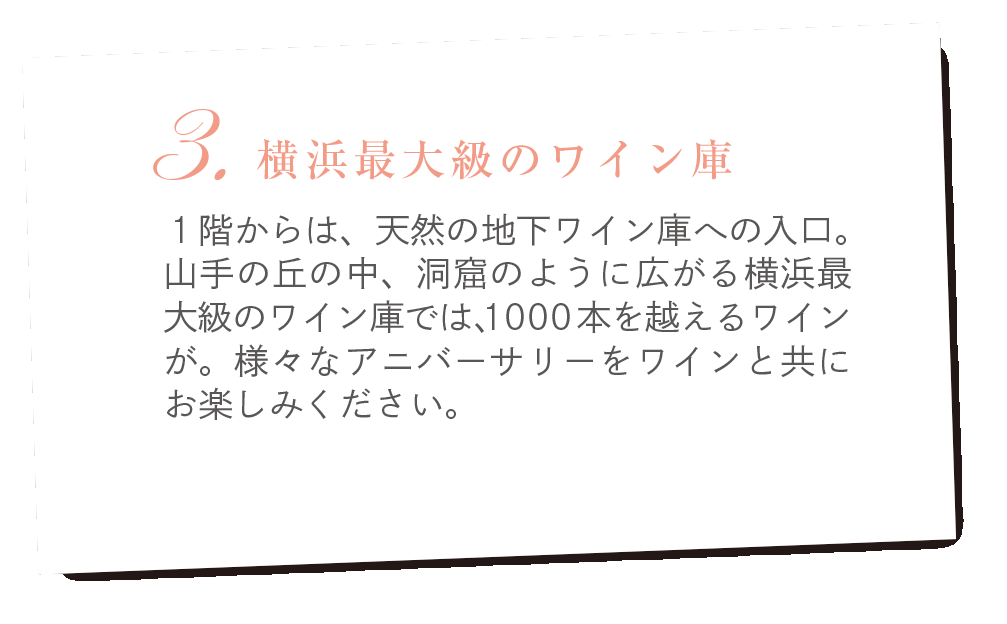 3. 横浜最大級のワイン庫
１階からは、天然の地下ワイン庫への入口。
山手の丘の中、洞窟のように広がる横浜最
大級のワイン庫では、1000本を越えるワイン
が。様々なアニバーサリーをワインと共に
お楽しみください。